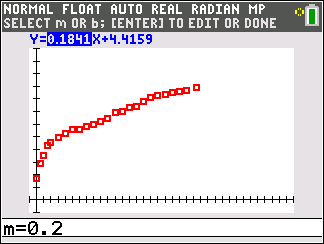 NORMAL FLOAT AUTO REAL RADIAN MP
SELECT m OR b; [ENTER] TO EDIT OR DONE
Y=0.1841X+4.4159
m=0.2